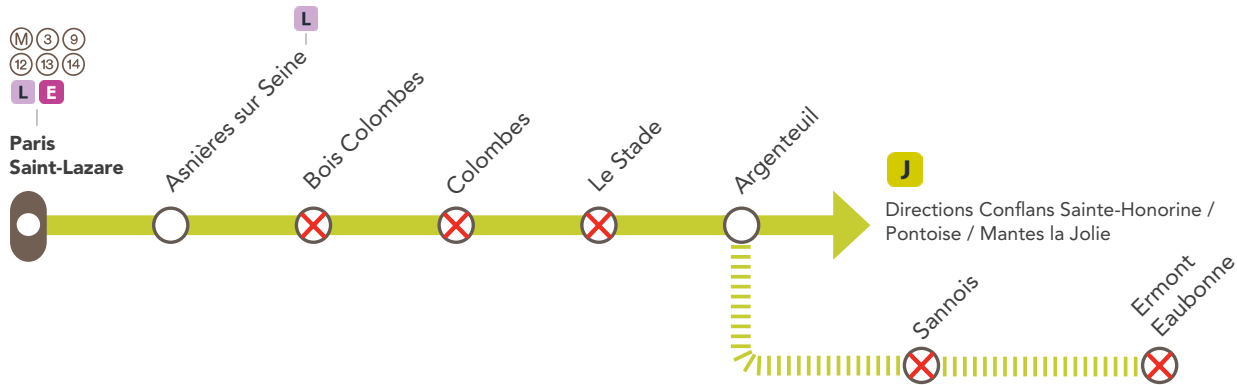 M 3 9
12 13 14
L E
Paris
Saint-Lazare
L
Asnières sur Seine
Bois Colombes
Colombes
Le Stade
Argenteuil
J
Directions Conflans Sainte-Honorine /
Pontoise / Mantes la Jolie
Sannois
Ermont
Eaubonne